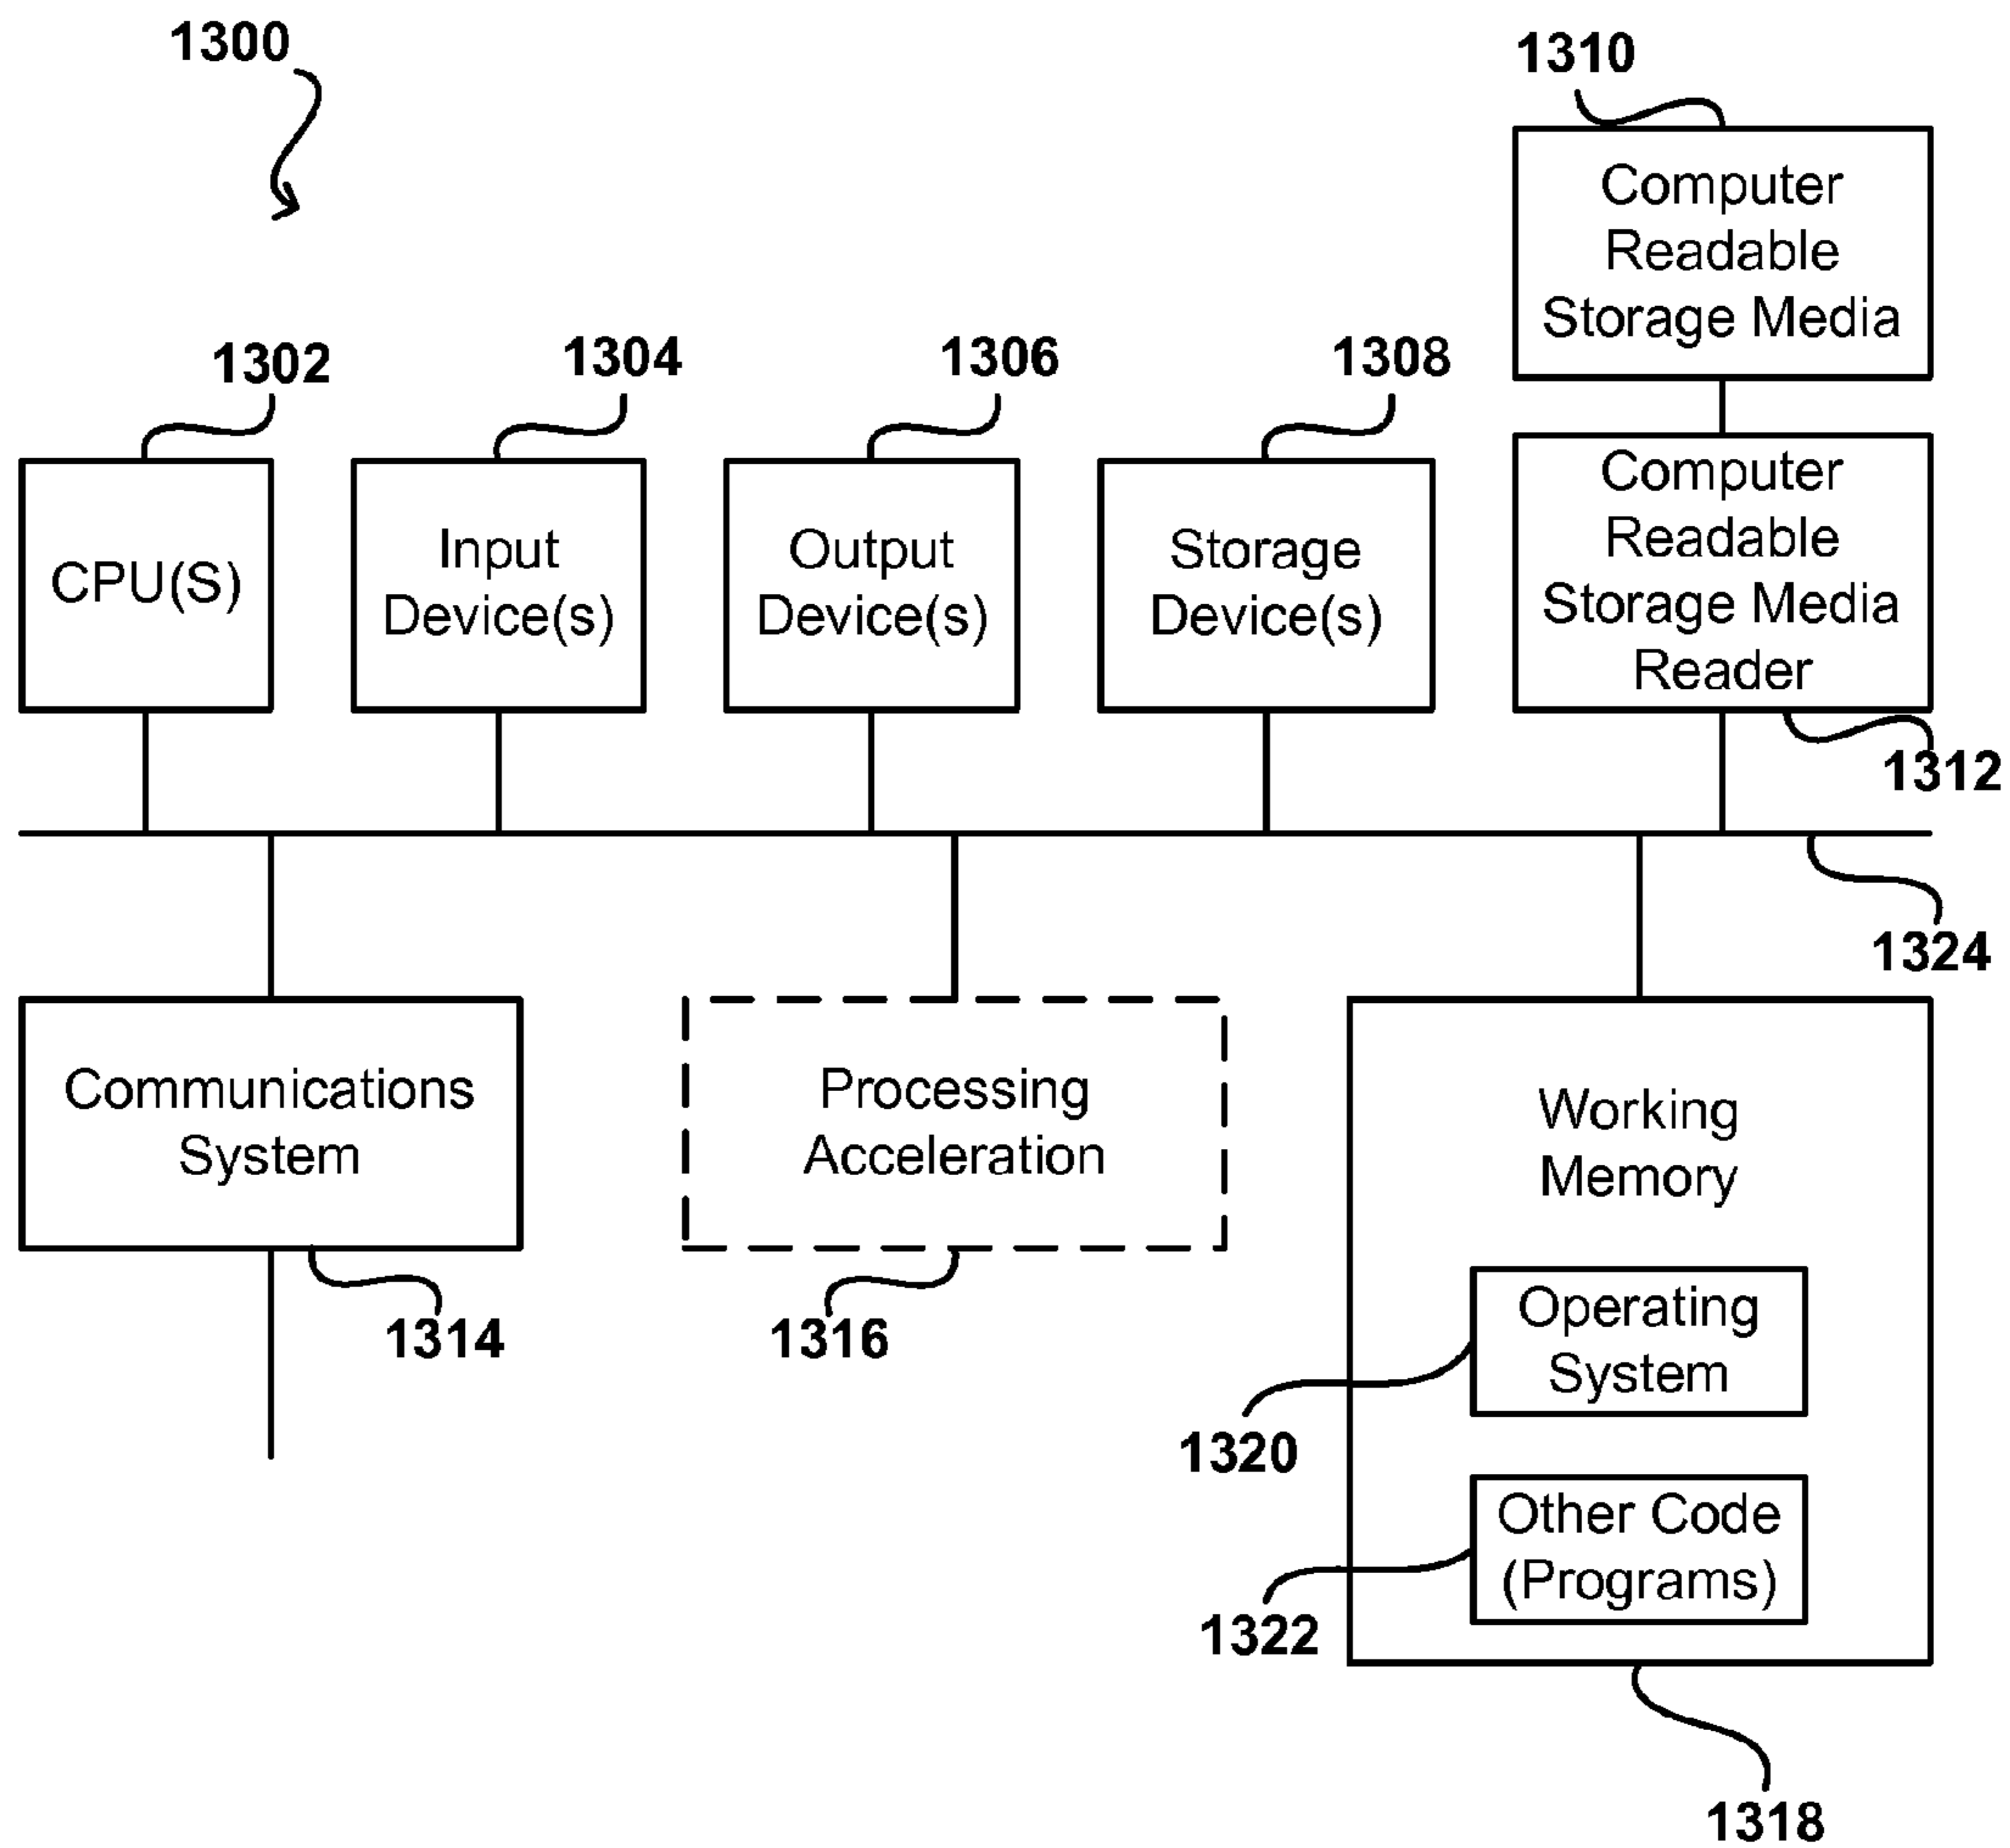 1300
1310
Computer
Readable
Storage Media
1302
1304
1306
1308
CPU(S)
Input
Device(s)
Output
Device(s)
Storage
Device(s)
Computer
Readable
Storage Media
Reader
1312
1324
Communications
System
1314
Processing
Acceleration
1316
Working
Memory
Operating
System
1320
Other Code
(Programs)
1322
1318